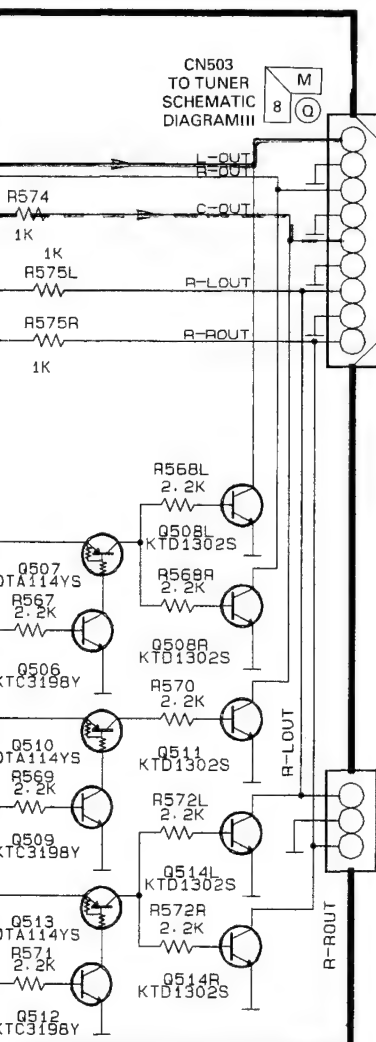 CN503
TO TUNER
SCHEMATIC
DIAGRAMIII
M
8
Q
L-OUT
R-OUT
R574
1K
C-OUT
1K
R575L
R-LOUT
R575R
R-ROUT
1K
R568L
2.2K
Q508L
KTD1302S
Q507
DTA114YS
R568R
2.2K
R567
2.2K
Q508R
KTD1302S
Q506
KTC3198Y
R570
2.2K
R-LOUT
Q510
DTA114YS
Q511
KTD1302S
R569
2.2K
R572L
2.2K
Q509
KTC3198Y
Q514L
KTD1302S
Q513
DTA114YS
R572R
2.2K
R571
2.2K
R-ROUT
Q514R
KTD1302S
Q512
KTC3198Y